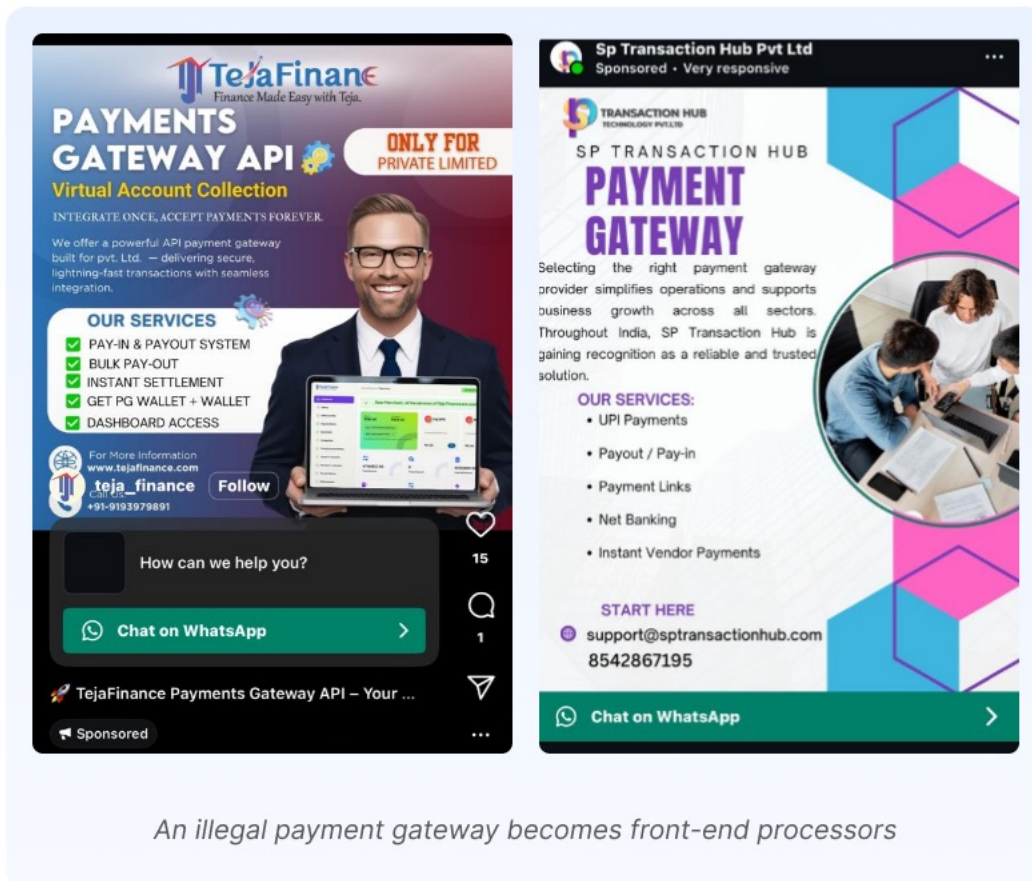 TejaFinanc
Finance Made Easy with Teja.
PAYMENTS
GATEWAY API
ONLY FOR
PRIVATE LIMITED
Virtual Account Collection
INTEGRATE ONCE, ACCEPT PAYMENTS FOREVER.
We offer a powerful API payment gateway
built for pvt. Ltd. — delivering secure,
lightning-fast transactions with seamless
integration.
OUR SERVICES
PAY-IN & PAYOUT SYSTEM
BULK PAY-OUT
INSTANT SETTLEMENT
GET PG WALLET + WALLET
DASHBOARD ACCESS
For More Information
www.tejafinance.com
teja_finance
Follow
Call Us:
+91-9193979891
15
How can we help you?
Chat on WhatsApp
1
🚀 TejaFinance Payments Gateway API – Your ...
Sponsored
Sp Transaction Hub Pvt Ltd
Sponsored • Very responsive
TRANSACTION HUB
TECHNOLOGY PVT.LTD
SP TRANSACTION HUB
PAYMENT
GATEWAY
Selecting the right payment gateway
provider simplifies operations and supports
business growth across all sectors.
Throughout India, SP Transaction Hub is
gaining recognition as a reliable and trusted
solution.
OUR SERVICES:
• UPI Payments
• Payout / Pay-in
• Payment Links
• Net Banking
• Instant Vendor Payments
START HERE
support@sptransactionhub.com
8542867195
Chat on WhatsApp
An illegal payment gateway becomes front-end processors